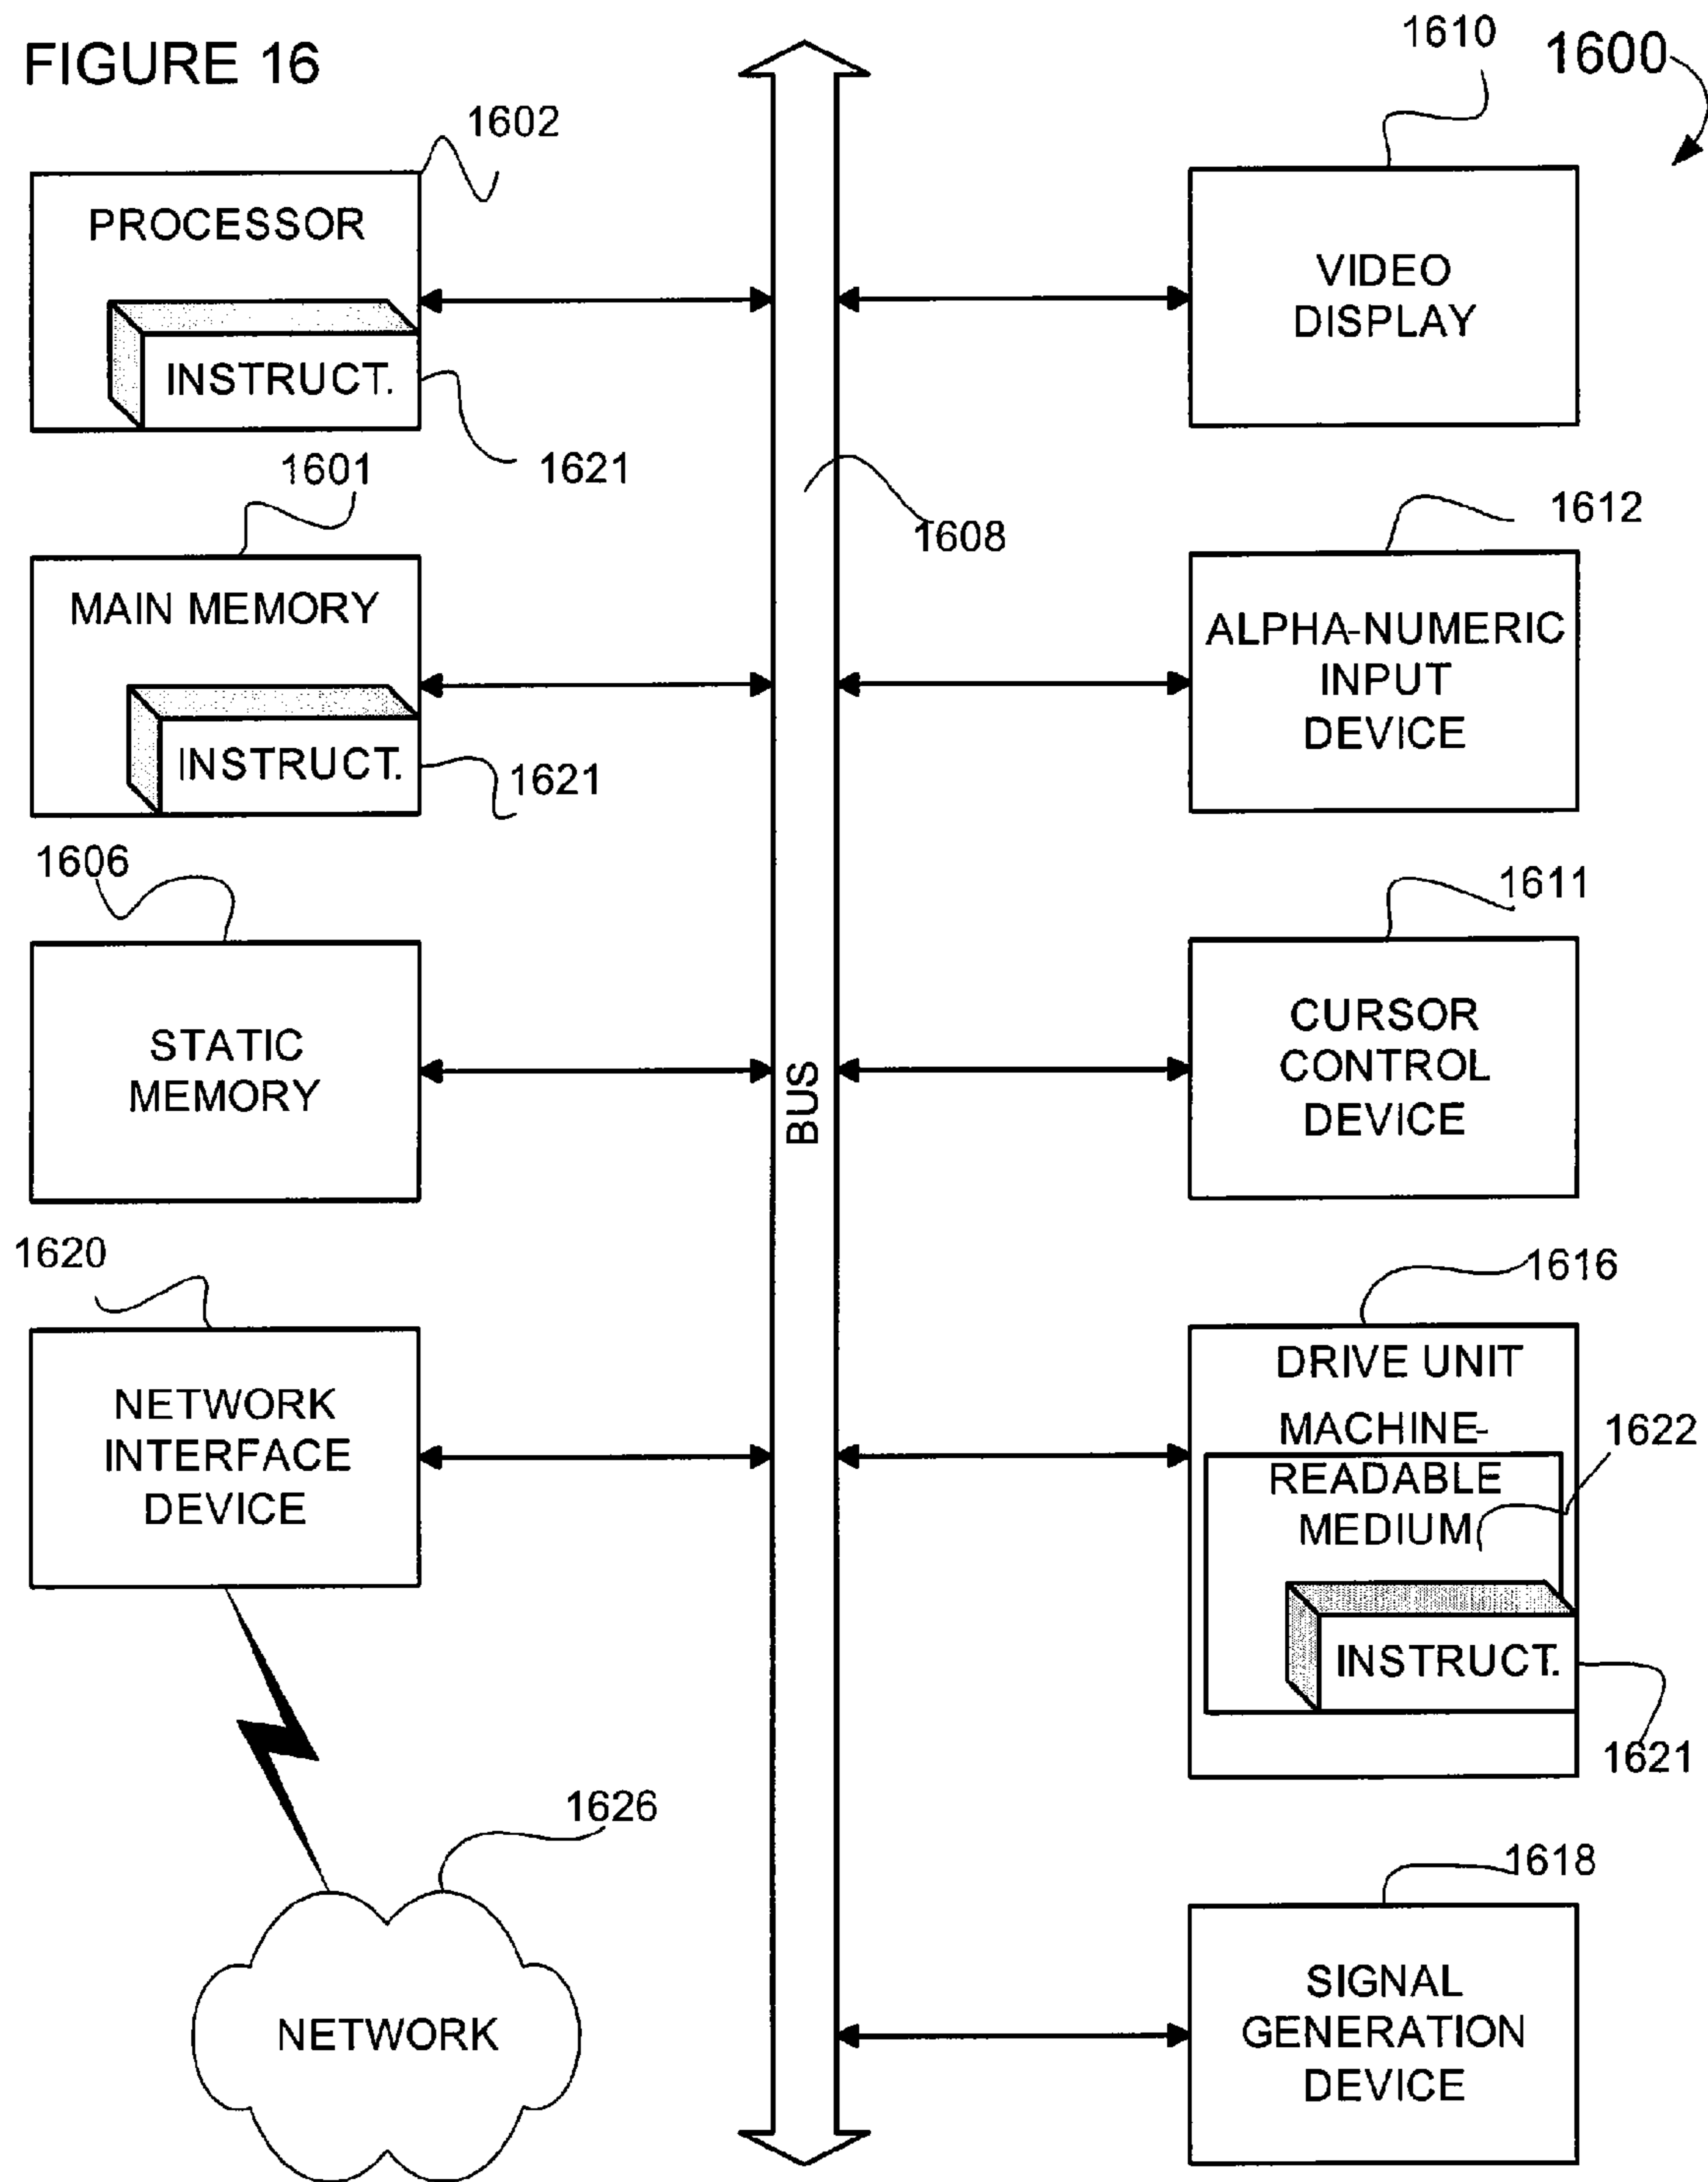 FIGURE 16
1600
1602
PROCESSOR
INSTRUCT.
1621
1601
MAIN MEMORY
INSTRUCT.
1621
1606
STATIC
MEMORY
1620
NETWORK
INTERFACE
DEVICE
1626
NETWORK
1608
BUS
1610
VIDEO
DISPLAY
1612
ALPHA-NUMERIC
INPUT
DEVICE
1611
CURSOR
CONTROL
DEVICE
1616
DRIVE UNIT
MACHINE-
READABLE
MEDIUM
1622
INSTRUCT.
1621
1618
SIGNAL
GENERATION
DEVICE